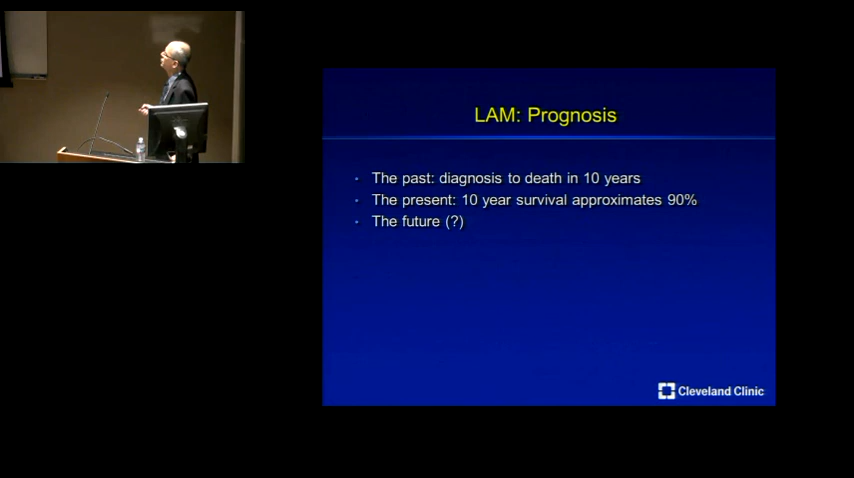 LAM: Prognosis
The past: diagnosis to death in 10 years
The present: 10 year survival approximates 90%
The future (?)
Cleveland Clinic